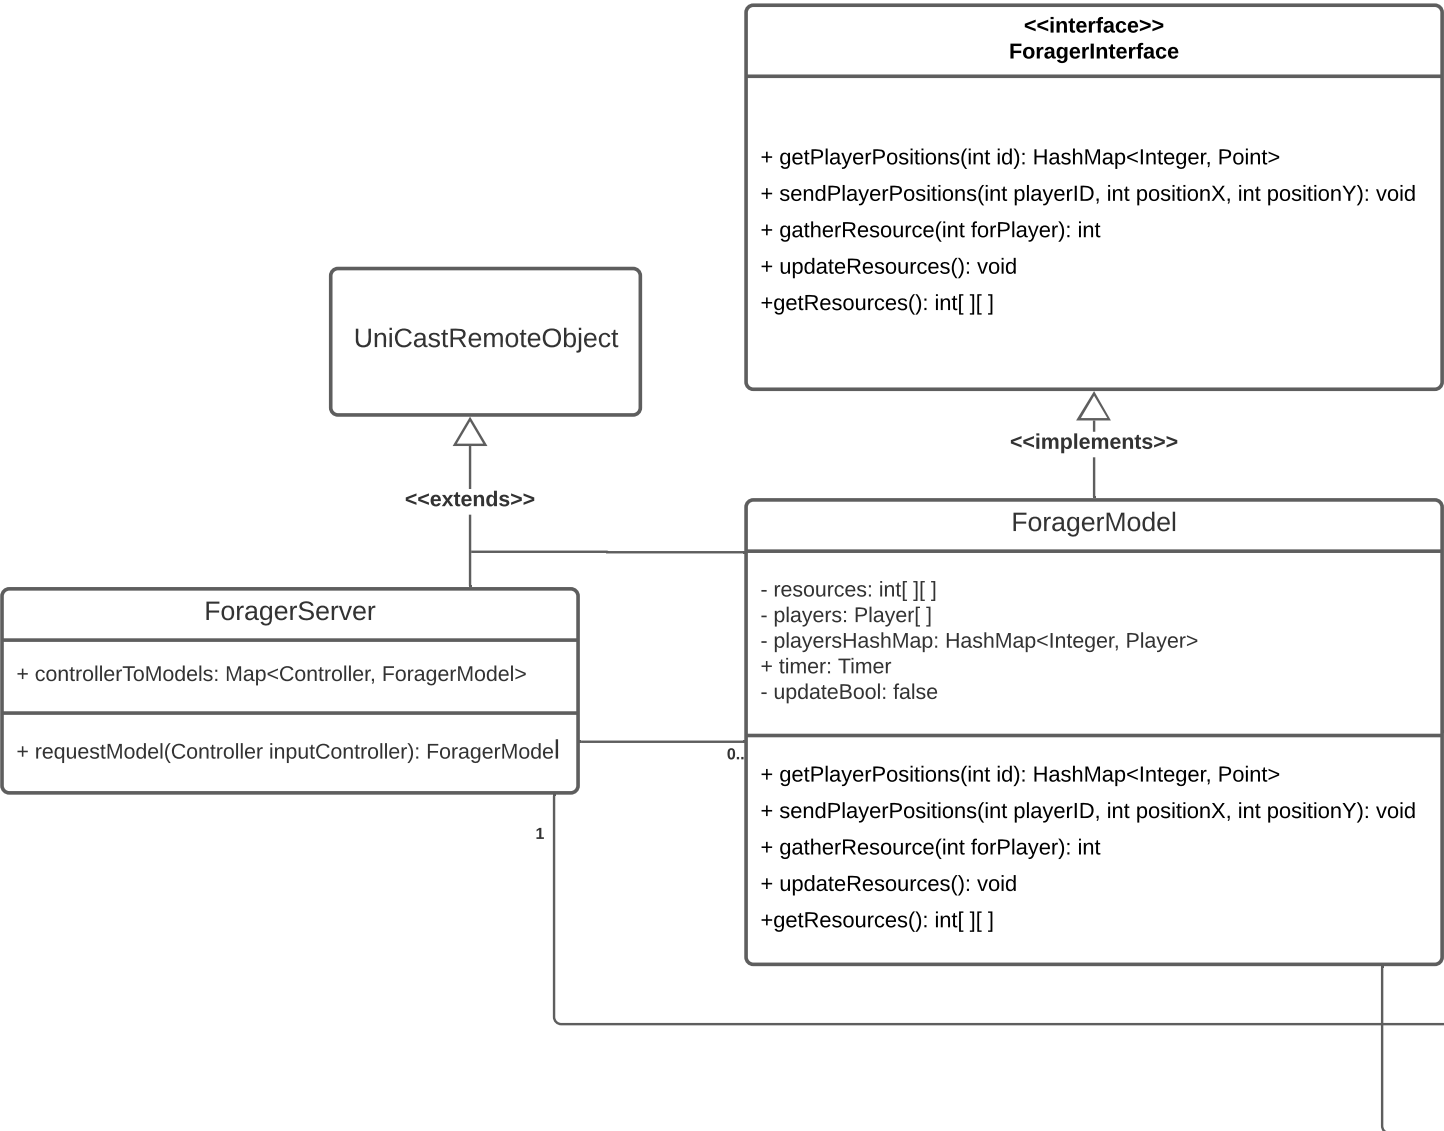 <<interface>>
ForagerInterface
+ getPlayerPositions(int id): HashMap<Integer, Point>
+ sendPlayerPositions(int playerID, int positionX, int positionY): void
+ gatherResource(int forPlayer): int
+ updateResources(): void
+getResources(): int[ ][ ]
UniCastRemoteObject
<<extends>>
<<implements>>
ForagerServer
+ controllerToModels: Map<Controller, ForagerModel>
+ requestModel(Controller inputController): ForagerModel
1
0..
ForagerModel
- resources: int[ ][ ]
- players: Player[ ]
- playersHashMap: HashMap<Integer, Player>
+ timer: Timer
- updateBool: false
+ getPlayerPositions(int id): HashMap<Integer, Point>
+ sendPlayerPositions(int playerID, int positionX, int positionY): void
+ gatherResource(int forPlayer): int
+ updateResources(): void
+getResources(): int[ ][ ]